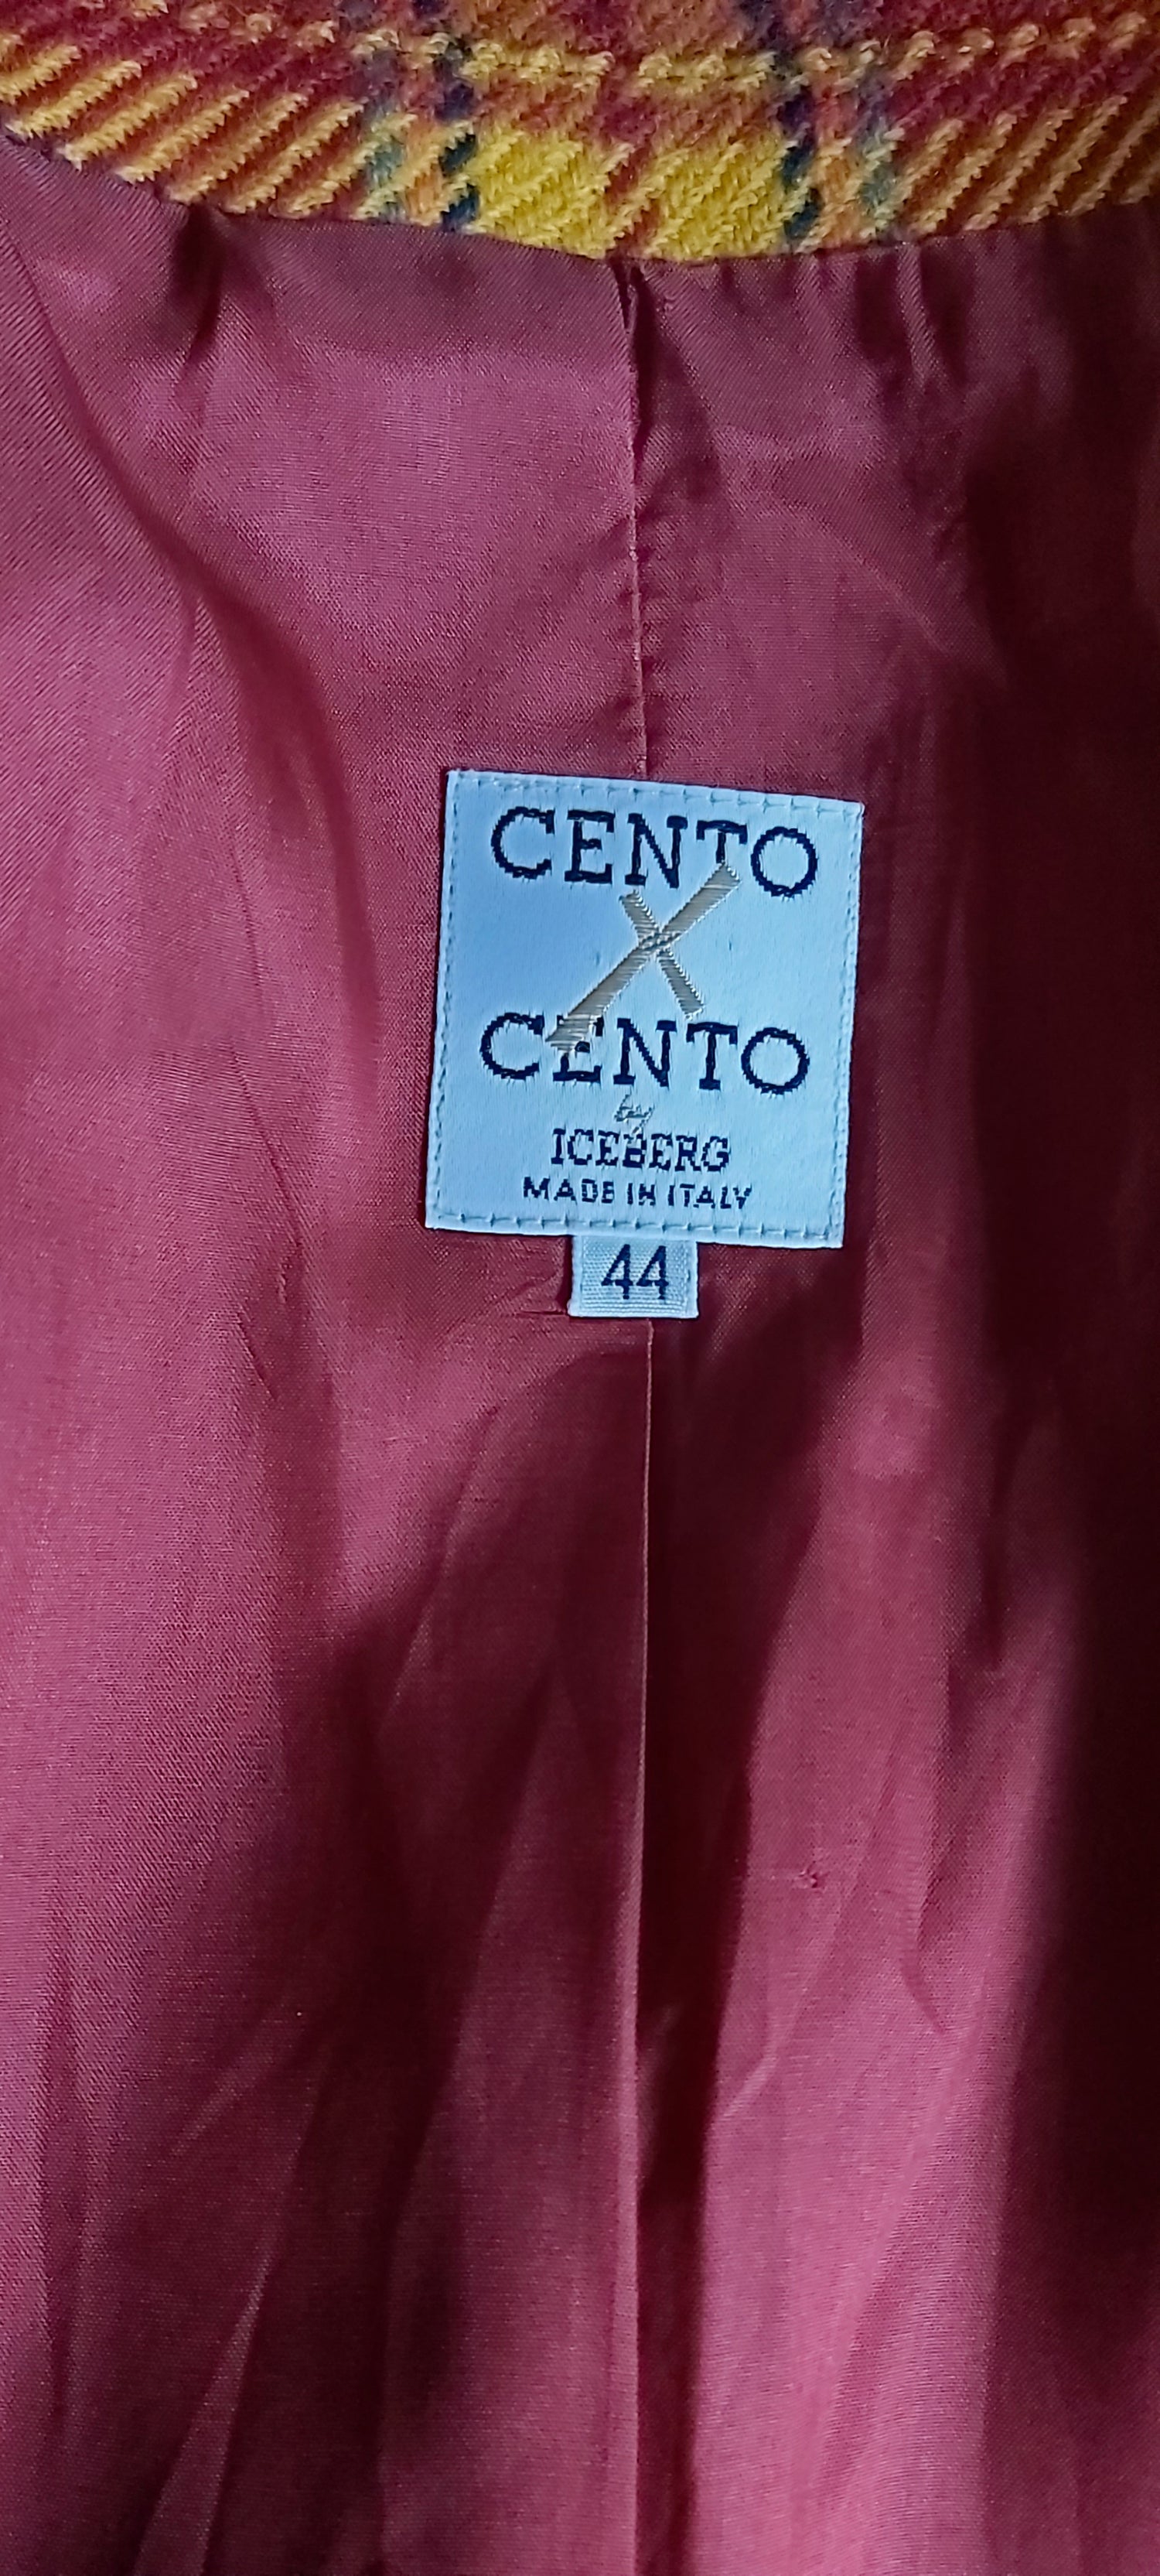 CENTO
X
CENTO
by
ICEBERG
MADE IN ITALY
44